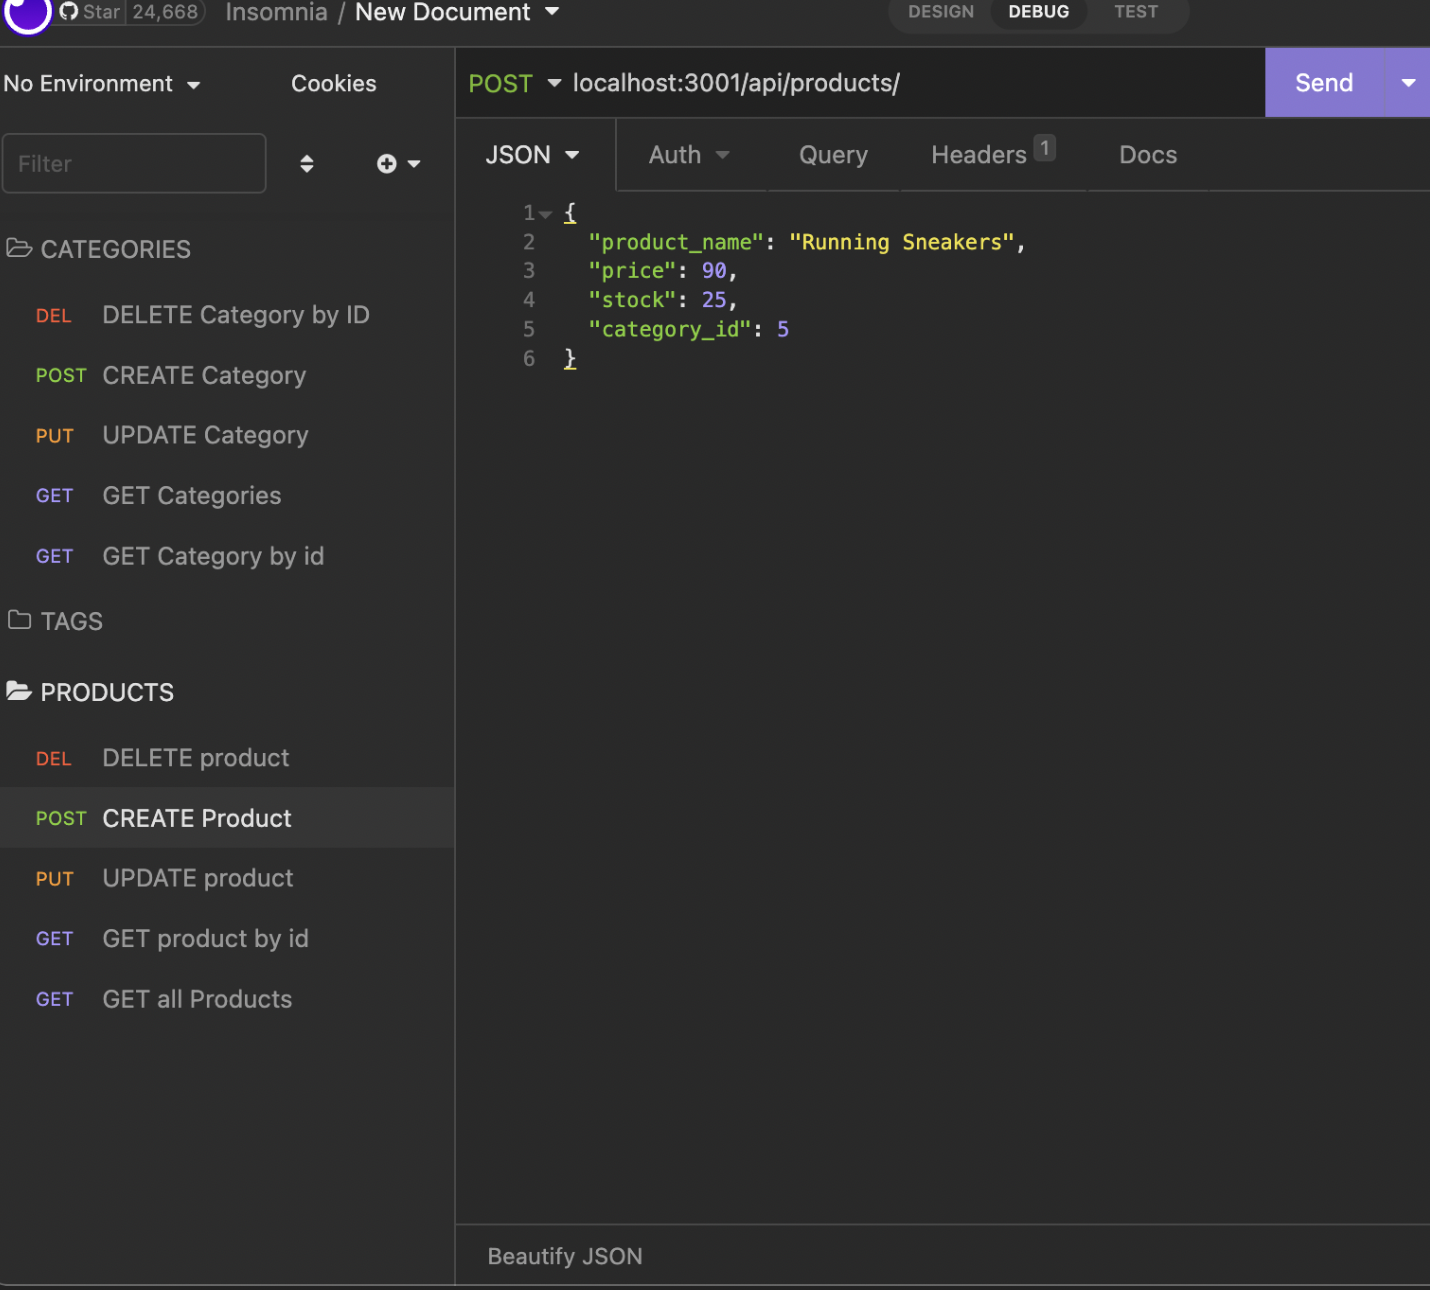 Star 24,668 Insomnia / New Document DESIGN DEBUG TEST
No Environment Cookies
POST localhost:3001/api/products/ Send
Filter
JSON Auth Query Headers 1 Docs
1 {
2 "product_name": "Running Sneakers",
3 "price": 90,
4 "stock": 25,
5 "category_id": 5
6 }
CATEGORIES
DEL DELETE Category by ID
POST CREATE Category
PUT UPDATE Category
GET GET Categories
GET GET Category by id
TAGS
PRODUCTS
DEL DELETE product
POST CREATE Product
PUT UPDATE product
GET GET product by id
GET GET all Products
Beautify JSON